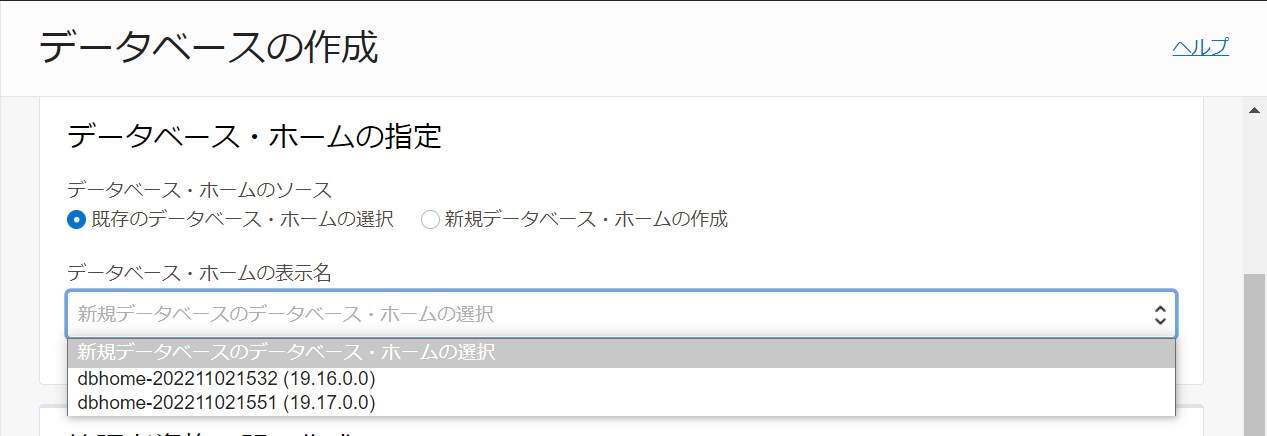 データベースの作成
ヘルプ
データベース・ホームの指定
データベース・ホームのソース
既存のデータベース・ホームの選択 新規データベース・ホームの作成
データベース・ホームの表示名
新規データベースのデータベース・ホームの選択
新規データベースのデータベース・ホームの選択
dbhome-202211021532 (19.16.0.0)
dbhome-202211021551 (19.17.0.0)